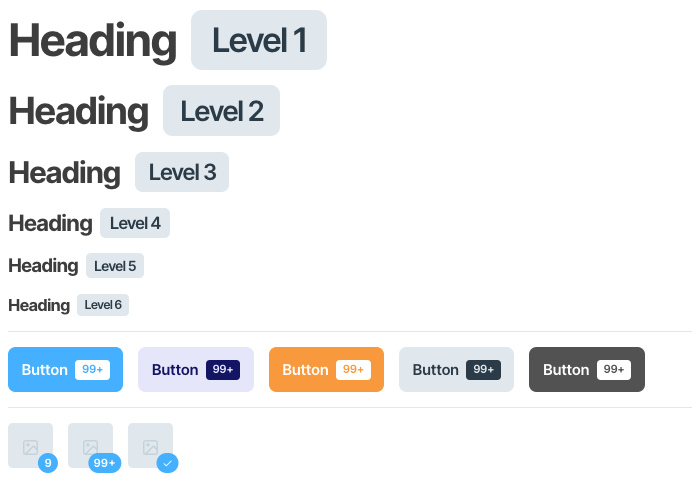 Heading Level 1
Heading Level 2
Heading Level 3
Heading Level 4
Heading Level 5
Heading Level 6
Button 99+ Button 99+ Button 99+ Button 99+ Button 99+
9 99+